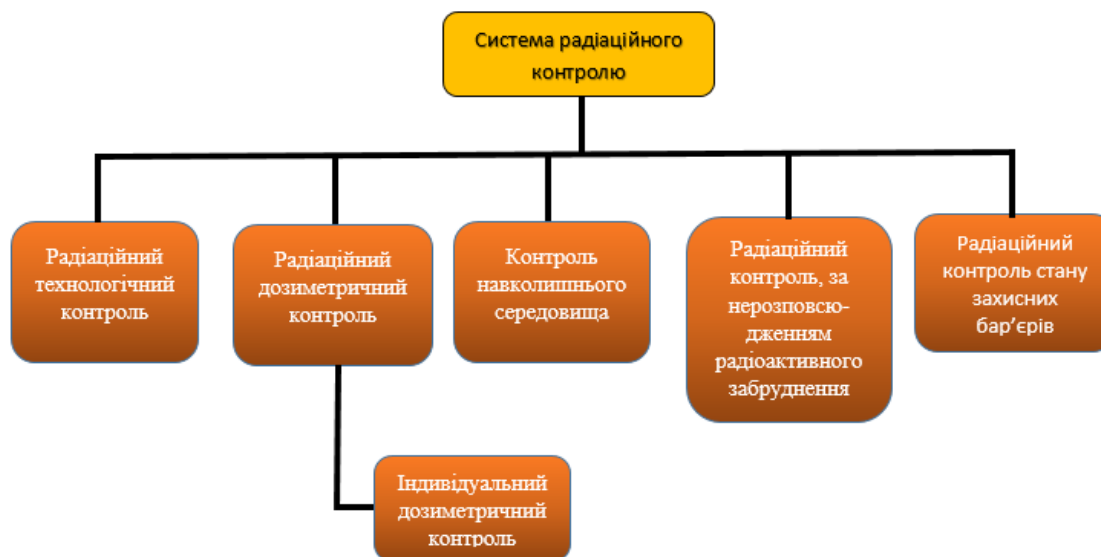 Система радіаційного
контролю
Радіаційний
технологічний
контроль
Радіаційний
дозиметричний
контроль
Контроль
навколишнього
середовища
Радіаційний
контроль, за
нерозповсю-
дженням
радіоактивного
забруднення
Радіаційний
контроль стану
захисних
бар’єрів
Індивідуальний
дозиметричний
контроль